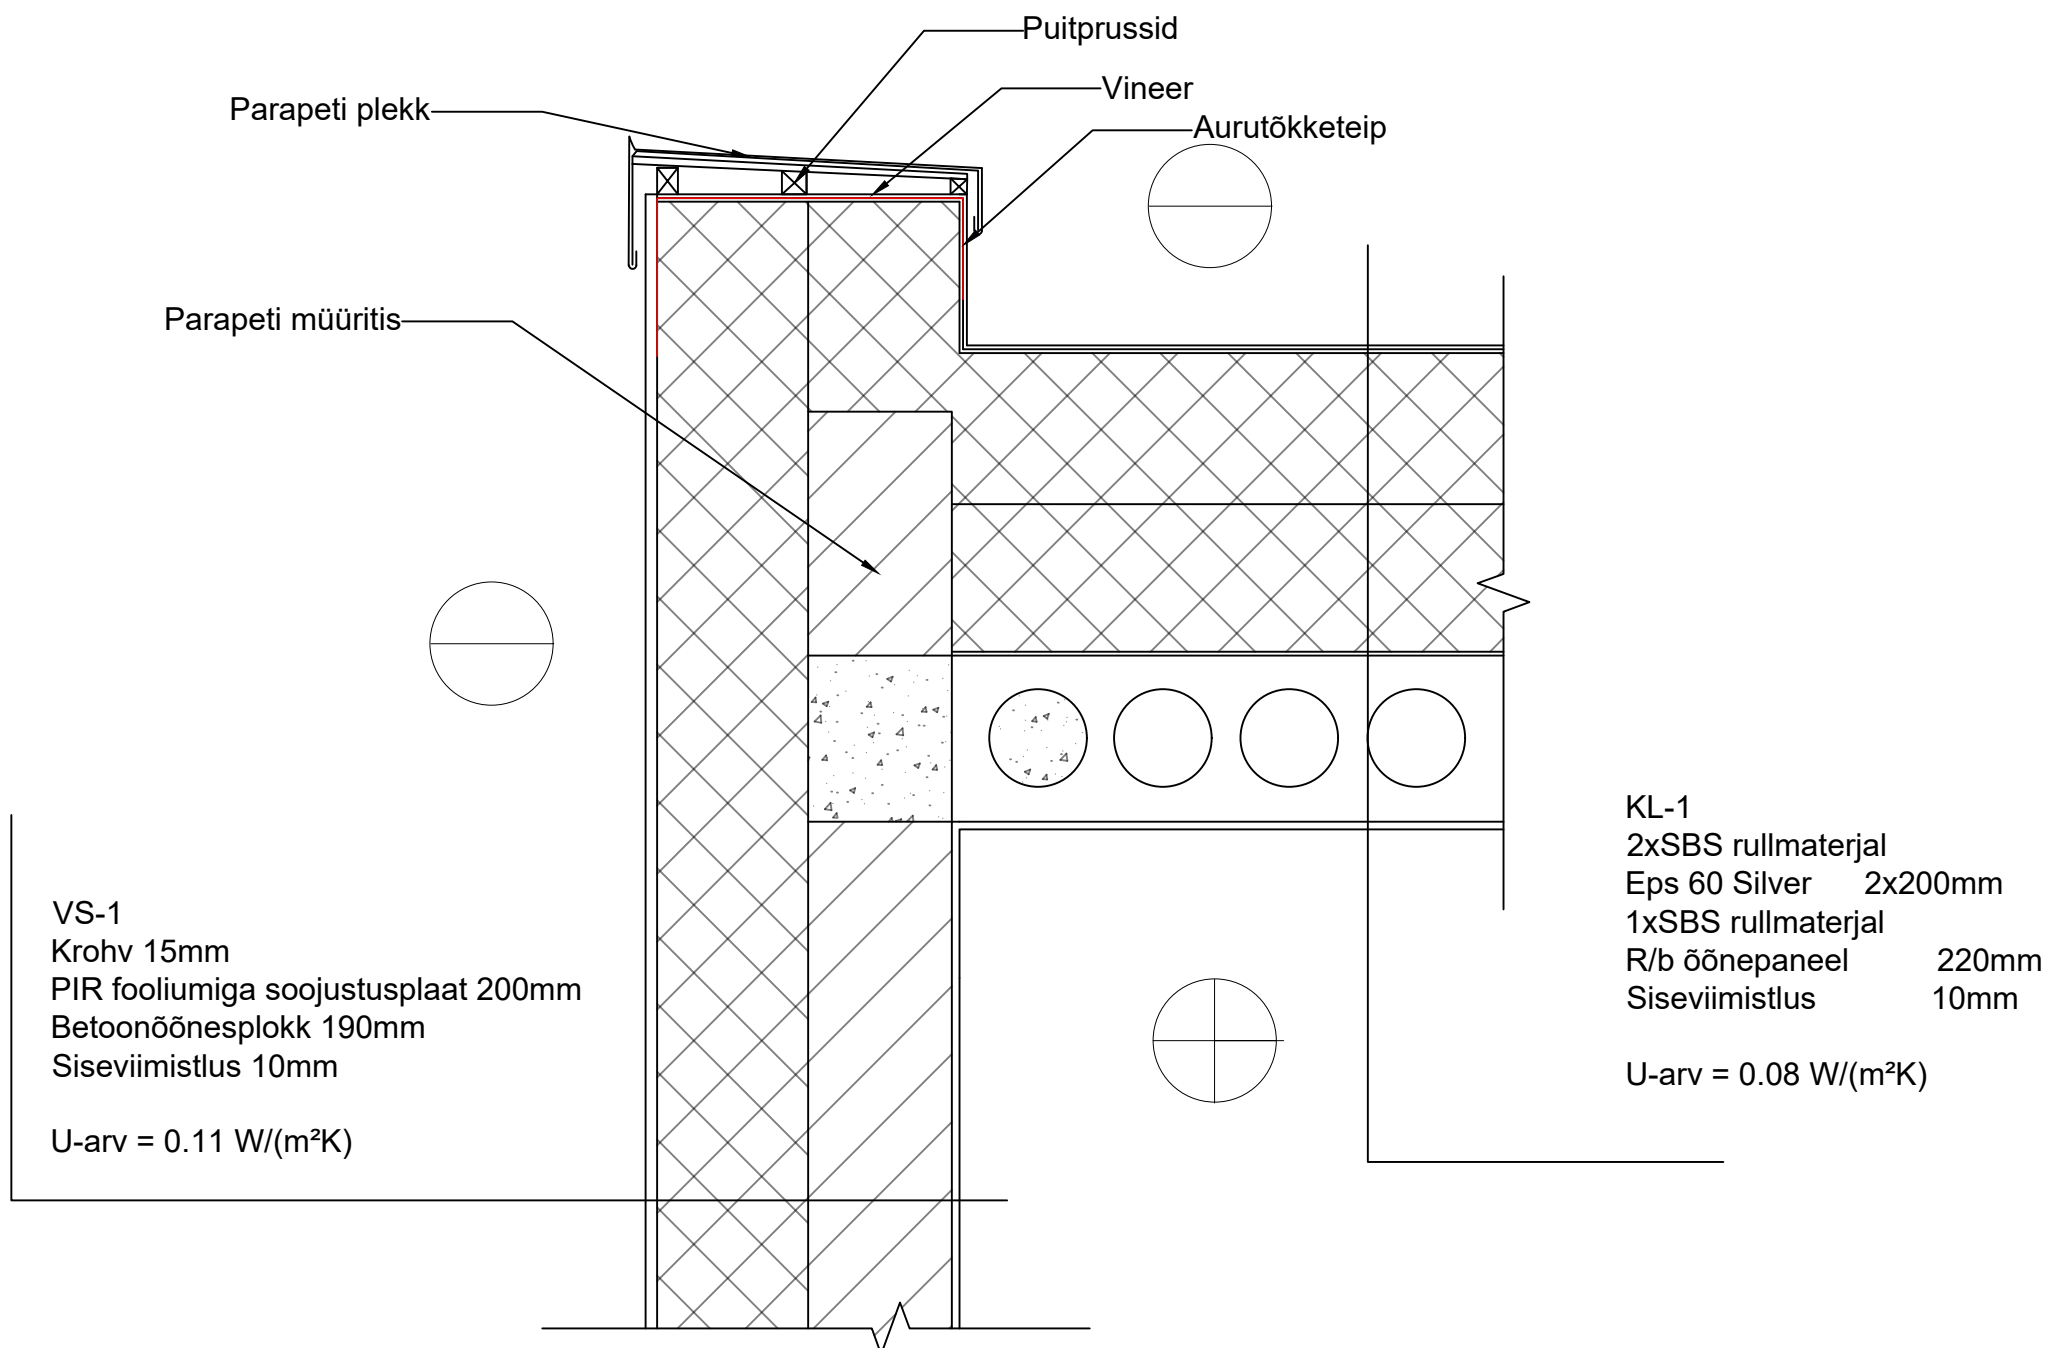 Puitprussid
Vineer
Parapeti plekk
Aurutõkketeip
Parapeti müüritis
VS-1
Krohv 15mm
PIR fooliumiga soojustusplaat 200mm
Betoonõõnesplokk 190mm
Siseviimistlus 10mm
U-arv = 0.11 W/(m²K)
KL-1
2xSBS rullmaterjal
Eps 60 Silver 2x200mm
1xSBS rullmaterjal
R/b õõnepaneel 220mm
Siseviimistlus 10mm
U-arv = 0.08 W/(m²K)